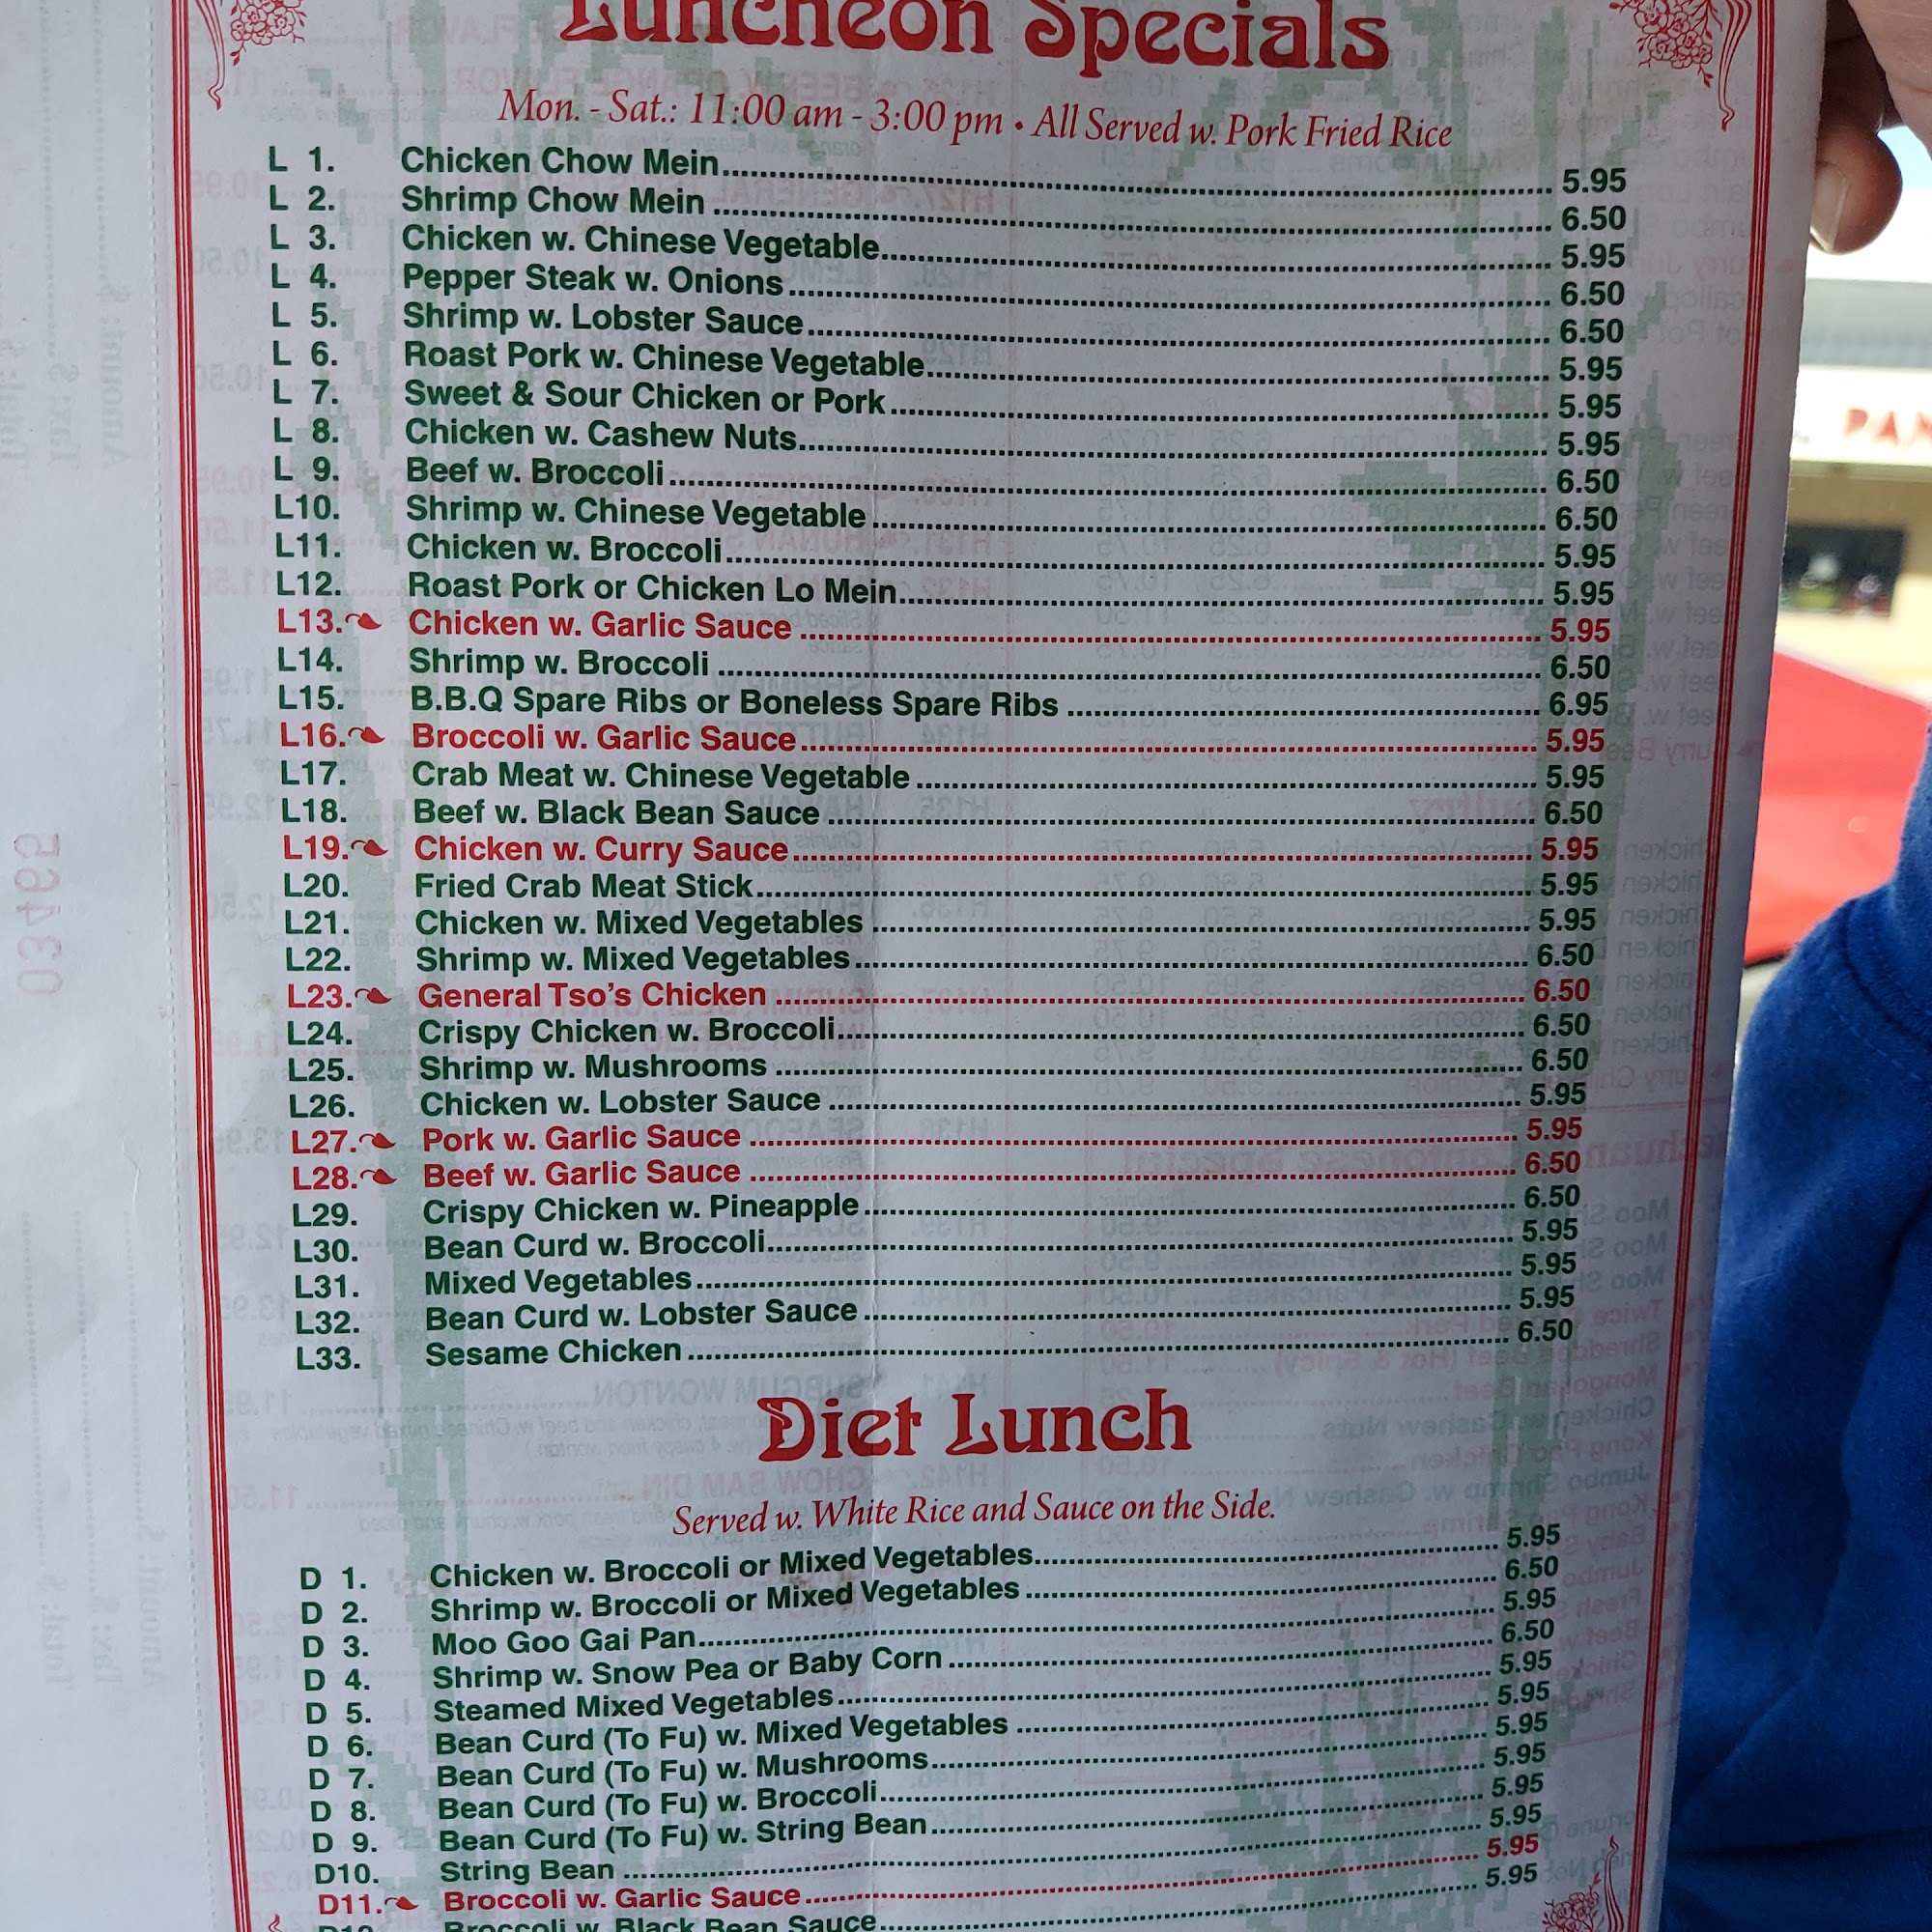 Luncheon Specials
Mon. - Sat.: 11:00 am - 3:00 pm • All Served w. Pork Fried Rice
L 1. Chicken Chow Mein 5.95
L 2. Shrimp Chow Mein 6.50
L 3. Chicken w. Chinese Vegetable 5.95
L 4. Pepper Steak w. Onions 6.50
L 5. Shrimp w. Lobster Sauce 6.50
L 6. Roast Pork w. Chinese Vegetable 5.95
L 7. Sweet & Sour Chicken or Pork 5.95
L 8. Chicken w. Cashew Nuts 5.95
L 9. Beef w. Broccoli 6.50
L10. Shrimp w. Chinese Vegetable 6.50
L11. Chicken w. Broccoli 5.95
L12. Roast Pork or Chicken Lo Mein 5.95
L13. Chicken w. Garlic Sauce 5.95
L14. Shrimp w. Broccoli 6.50
L15. B.B.Q Spare Ribs or Boneless Spare Ribs 6.95
L16. Broccoli w. Garlic Sauce 5.95
L17. Crab Meat w. Chinese Vegetable 5.95
L18. Beef w. Black Bean Sauce 6.50
L19. Chicken w. Curry Sauce 5.95
L20. Fried Crab Meat Stick 5.95
L21. Chicken w. Mixed Vegetables 5.95
L22. Shrimp w. Mixed Vegetables 6.50
L23. General Tso's Chicken 6.50
L24. Crispy Chicken w. Broccoli 6.50
L25. Shrimp w. Mushrooms 6.50
L26. Chicken w. Lobster Sauce 5.95
L27. Pork w. Garlic Sauce 5.95
L28. Beef w. Garlic Sauce 6.50
L29. Crispy Chicken w. Pineapple 6.50
L30. Bean Curd w. Broccoli 5.95
L31. Mixed Vegetables 5.95
L32. Bean Curd w. Lobster Sauce 5.95
L33. Sesame Chicken 6.50
Diet Lunch
Served w. White Rice and Sauce on the Side.
D 1. Chicken w. Broccoli or Mixed Vegetables 5.95
D 2. Shrimp w. Broccoli or Mixed Vegetables 6.50
D 3. Moo Goo Gai Pan 5.95
D 4. Shrimp w. Snow Pea or Baby Corn 6.50
D 5. Steamed Mixed Vegetables 5.95
D 6. Bean Curd (To Fu) w. Mixed Vegetables 5.95
D 7. Bean Curd (To Fu) w. Mushrooms 5.95
D 8. Bean Curd (To Fu) w. Broccoli 5.95
D 9. Bean Curd (To Fu) w. String Bean 5.95
D10. String Bean 5.95
D11. Broccoli w. Garlic Sauce 5.95
D12. Broccoli w. Black Bean Sauce 5.95